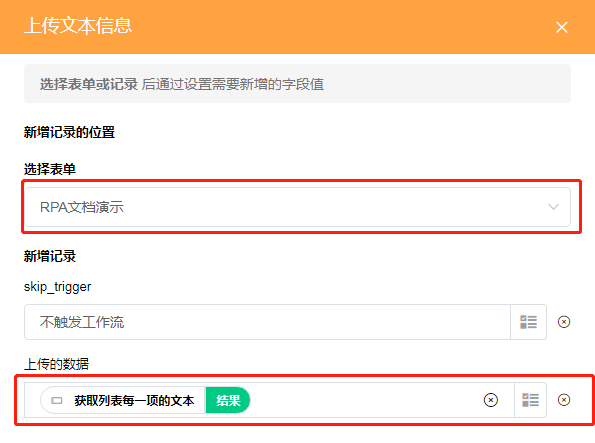 上传文本信息
选择表单或记录 后通过设置需要新增的字段值
新增记录的位置
选择表单
RPA文档演示
新增记录
skip_trigger
不触发工作流
上传的数据
获取列表每一项的文本 结果